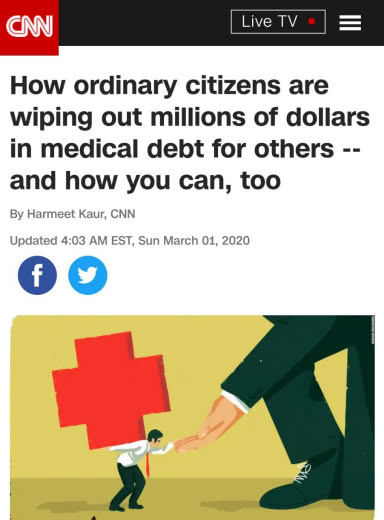 CNN
Live TV
How ordinary citizens are
wiping out millions of dollars
in medical debt for others --
and how you can, too
By Harmeet Kaur, CNN
Updated 4:03 AM EST, Sun March 01, 2020
f